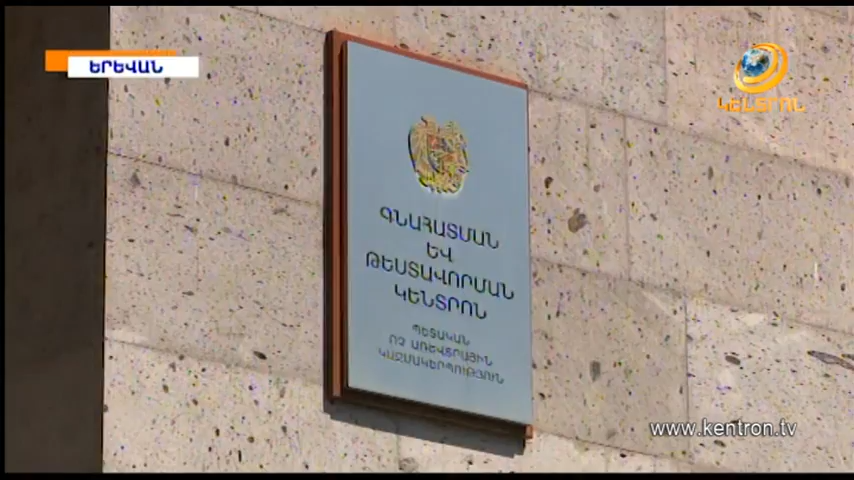 ԵՐԵՎԱՆ
ԿԵՆՏՐՈՆ
ԳՆԱՀԱՏՄԱՆ
ԵՎ
ԹԵՍՏԱՎՈՐՄԱՆ
ԿԵՆՏՐՈՆ
ՊԵՏԱԿԱՆ
ՈՉ ԱՌԵՎՏՐԱՅԻՆ
ԿԱԶՄԱԿԵՐՊՈՒԹՅՈՒՆ
www.kentron.tv